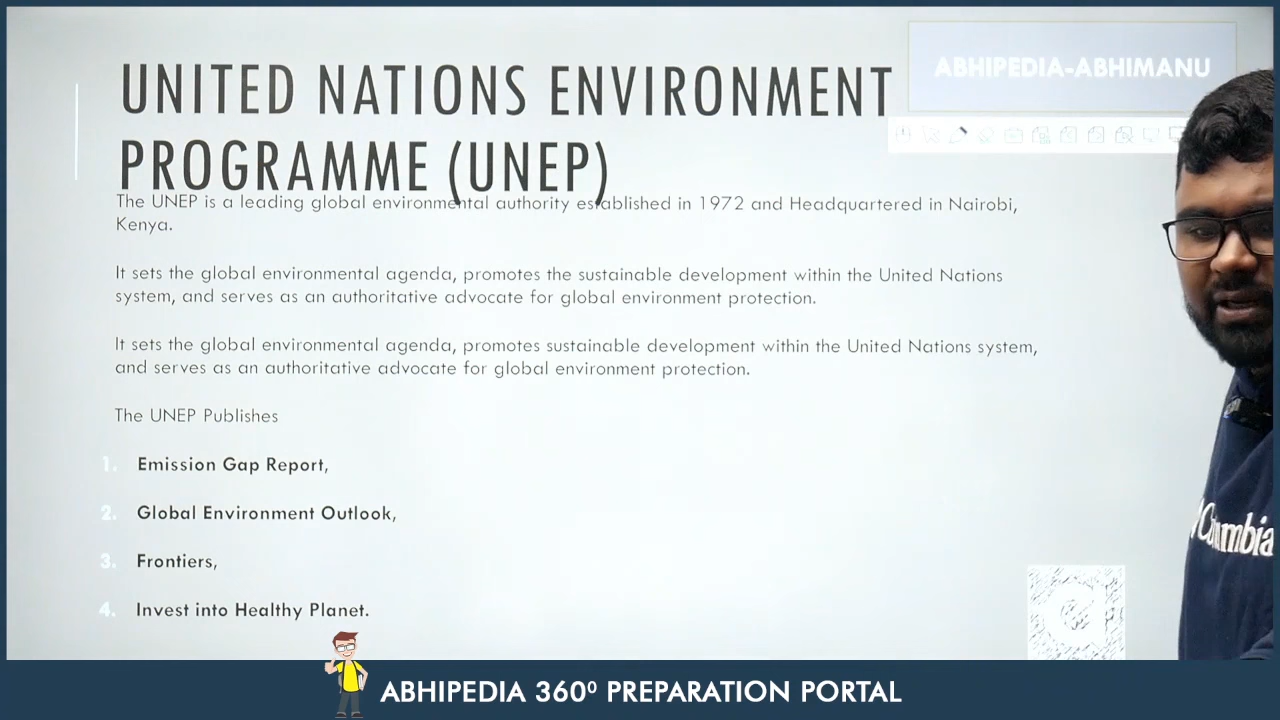 ABHIPEDIA-ABHIMANU
UNITED NATIONS ENVIRONMENT
PROGRAMME (UNEP)
The UNEP is a leading global environmental authority established in 1972 and Headquartered in Nairobi,
Kenya.
It sets the global environmental agenda, promotes the sustainable development within the United Nations
system, and serves as an authoritative advocate for global environment protection.
It sets the global environmental agenda, promotes sustainable development within the United Nations system,
and serves as an authoritative advocate for global environment protection.
The UNEP Publishes
1. Emission Gap Report,
2. Global Environment Outlook,
3. Frontiers,
4. Invest into Healthy Planet.
Columbia
ABHIPEDIA 360⁰ PREPARATION PORTAL